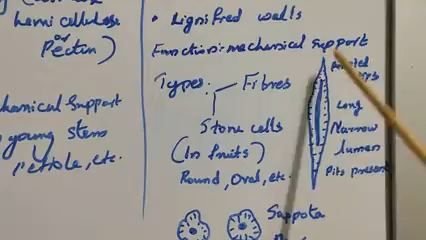 hemi cellulose
or
Pectin)
chanical Support
young stems
Petiole, etc.
• Lignified walls
Function:- mechanical support
Types: Fibres
Stone cells
(In fruits)
Round, Oval, etc.
Long
Narrow
lumen
Pits present
Sappota